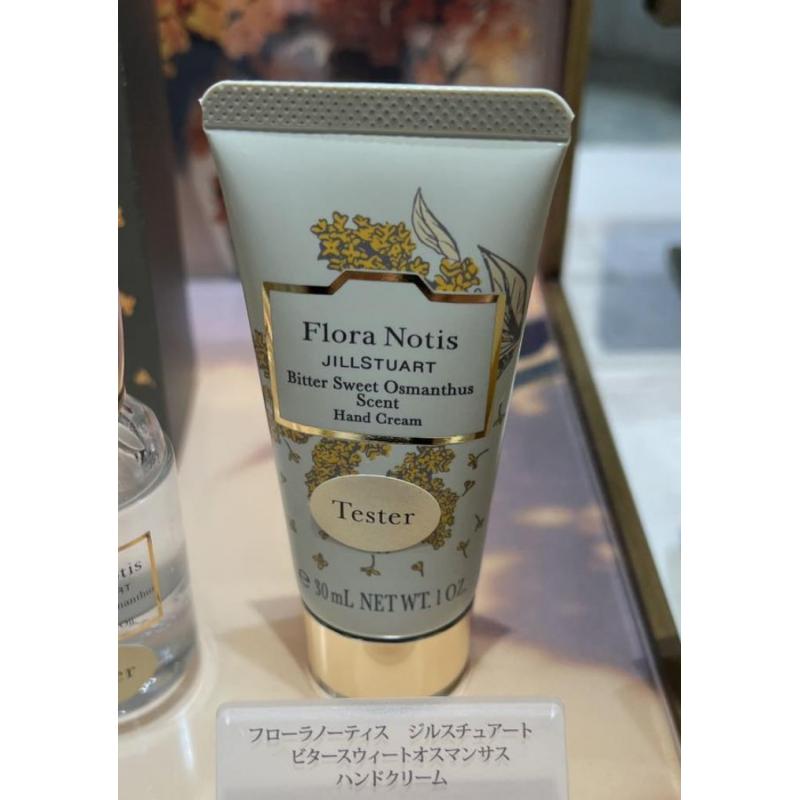 Flora Notis
JILLSTUART
Bitter Sweet Osmanthus
Scent
Hand Cream
Tester
℮ 30 mL NET WT. 1 OZ.
フローラノーティス ジルスチュアート
ビタースウィートオスマンサス
ハンドクリーム